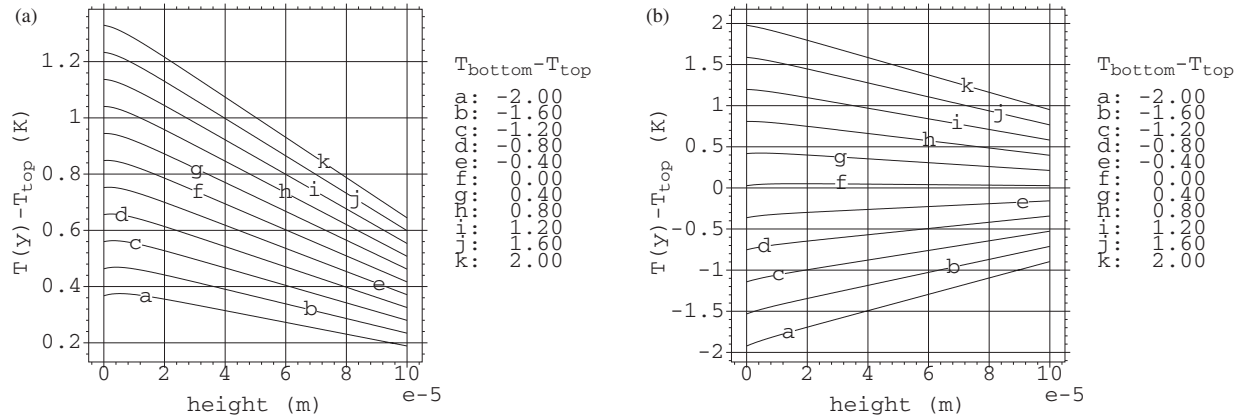 (a)
T(y)-T_top (K)
1.2
1
0.8
0.6
0.4
0.2
k
g
f
h
i
j
d
c
e
a
b
0 2 4 6 8 10
e-5
height (m)
T_bottom-T_top
a: -2.00
b: -1.60
c: -1.20
d: -0.80
e: -0.40
f: 0.00
g: 0.40
h: 0.80
i: 1.20
j: 1.60
k: 2.00
(b)
T(y)-T_top (K)
2
1.5
1
0.5
0
-0.5
-1
-1.5
-2
k
j
i
h
g
f
e
d
b
c
a
0 2 4 6 8 10
e-5
height (m)
T_bottom-T_top
a: -2.00
b: -1.60
c: -1.20
d: -0.80
e: -0.40
f: 0.00
g: 0.40
h: 0.80
i: 1.20
j: 1.60
k: 2.00